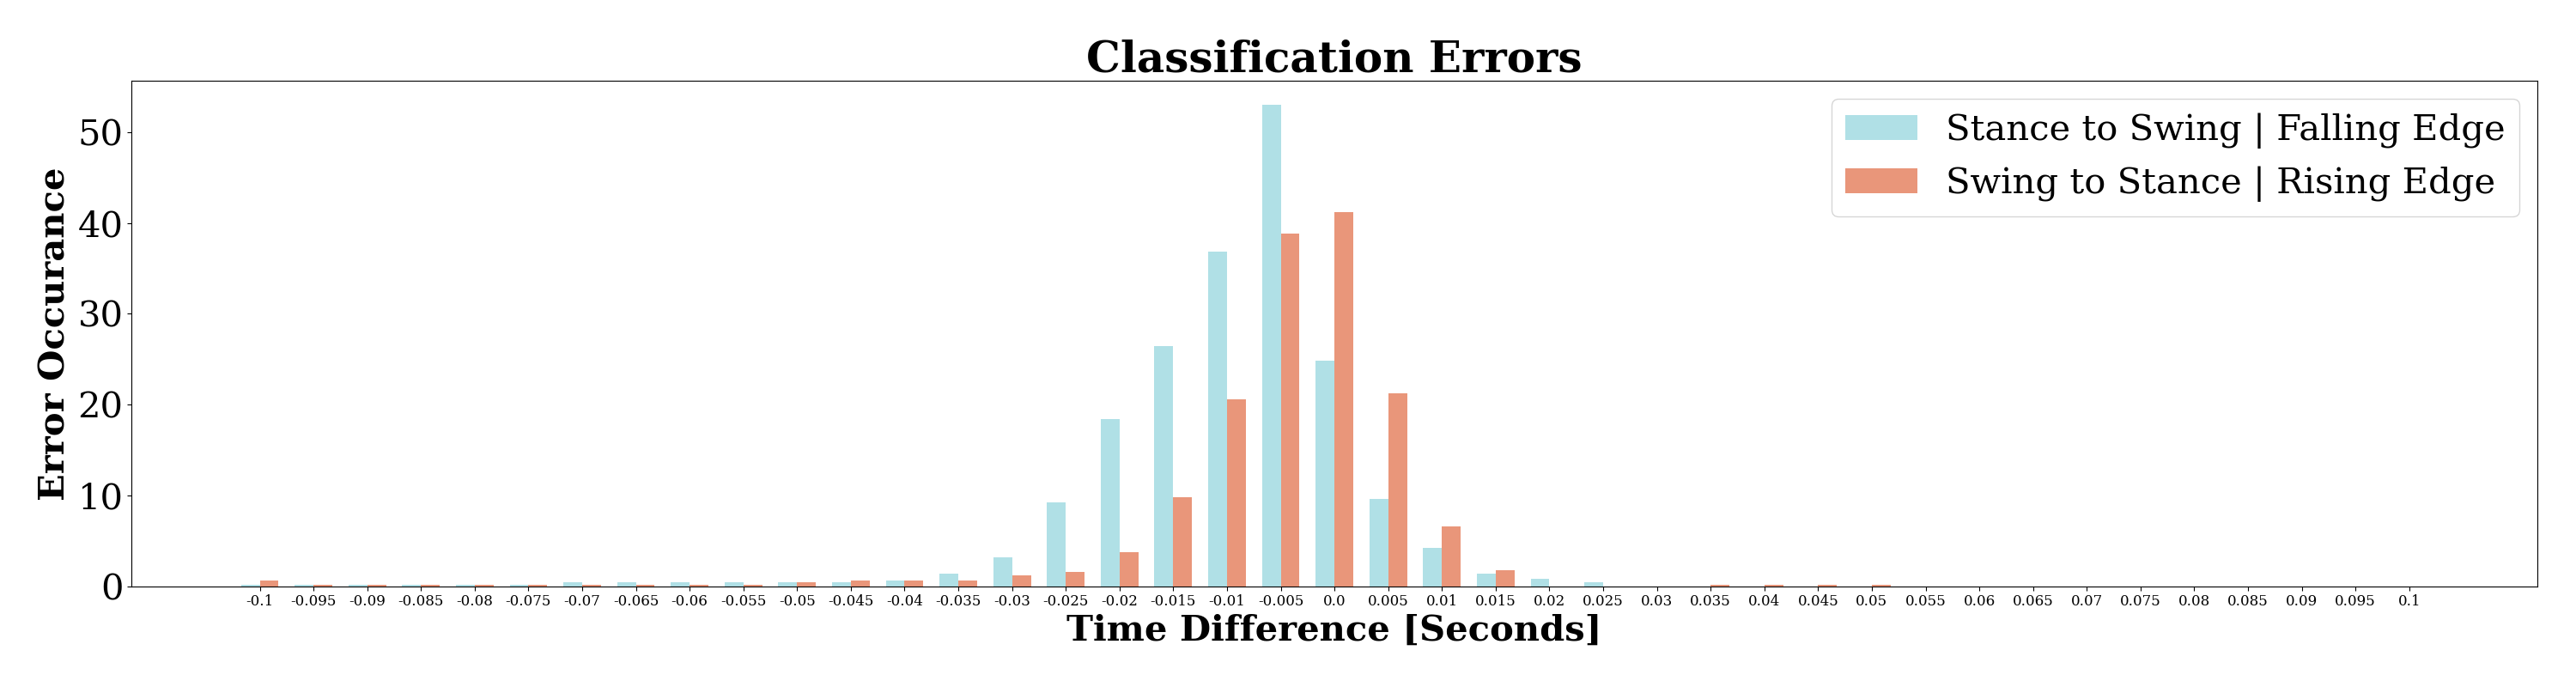 Classification Errors
Error Occurance
50
40
30
20
10
0
Stance to Swing | Falling Edge
Swing to Stance | Rising Edge
-0.1 -0.095 -0.09 -0.085 -0.08 -0.075 -0.07 -0.065 -0.06 -0.055 -0.05 -0.045 -0.04 -0.035 -0.03 -0.025 -0.02 -0.015 -0.01 -0.005 0.0 0.005 0.01 0.015 0.02 0.025 0.03 0.035 0.04 0.045 0.05 0.055 0.06 0.065 0.07 0.075 0.08 0.085 0.09 0.095 0.1
Time Difference [Seconds]